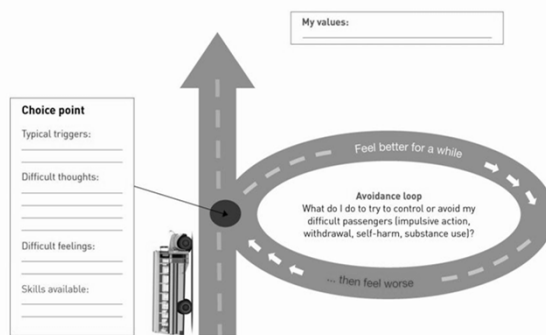 My values:
Choice point
Typical triggers:
Difficult thoughts:
Difficult feelings:
Skills available:
Feel better for a while
Avoidance loop
What do I do to try to control or avoid my
difficult passengers (impulsive action,
withdrawal, self-harm, substance use)?
... then feel worse